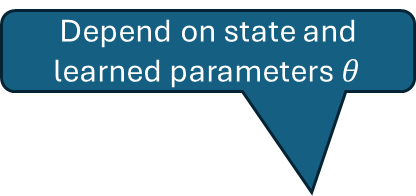 Depend on state and
learned parameters 𝜃